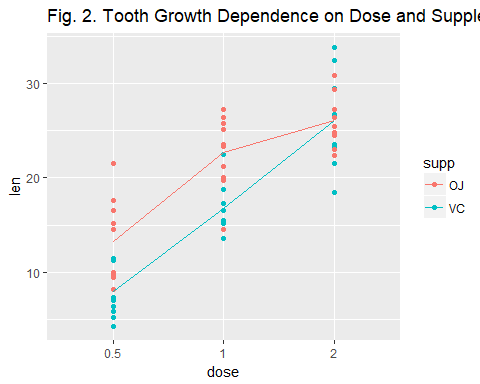 Fig. 2. Tooth Growth Dependence on Dose and Supple
30
20
10
len
0.5
1
2
dose
supp
OJ
VC